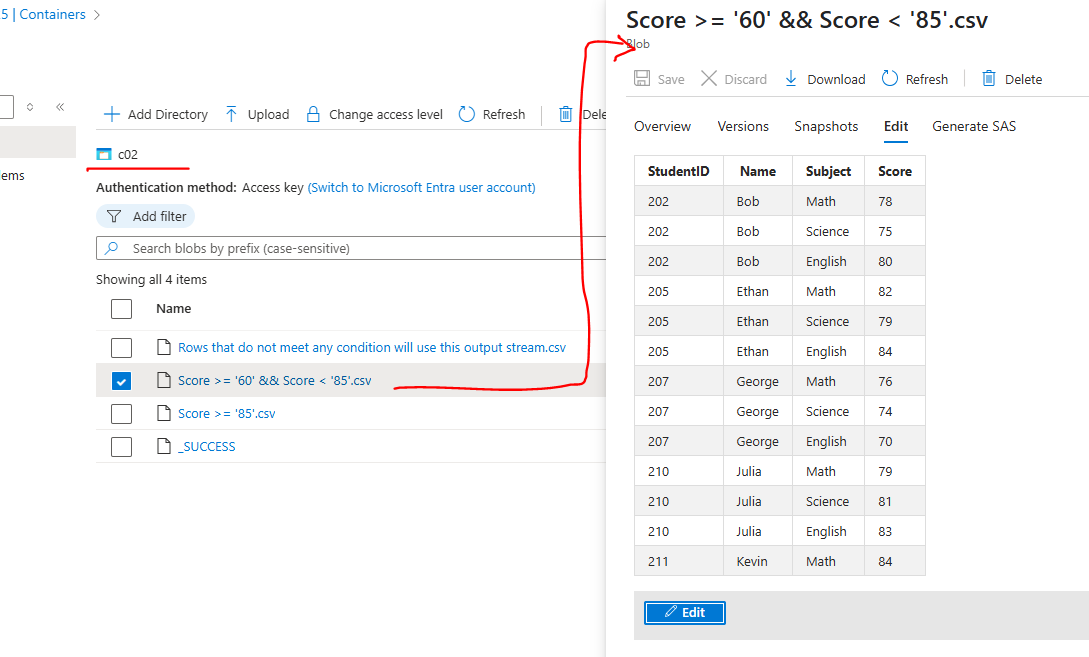 5 | Containers >
«
Add Directory Upload Change access level Refresh Dele
ems
c02
Authentication method: Access key (Switch to Microsoft Entra user account)
Add filter
Search blobs by prefix (case-sensitive)
Showing all 4 items
Name
Rows that do not meet any condition will use this output stream.csv
Score >= '60' && Score < '85'.csv
Score >= '85'.csv
_SUCCESS
Score >= '60' && Score < '85'.csv
Blob
Save Discard Download Refresh Delete
Overview Versions Snapshots Edit Generate SAS
StudentID Name Subject Score
202 Bob Math 78
202 Bob Science 75
202 Bob English 80
205 Ethan Math 82
205 Ethan Science 79
205 Ethan English 84
207 George Math 76
207 George Science 74
207 George English 70
210 Julia Math 79
210 Julia Science 81
210 Julia English 83
211 Kevin Math 84
Edit